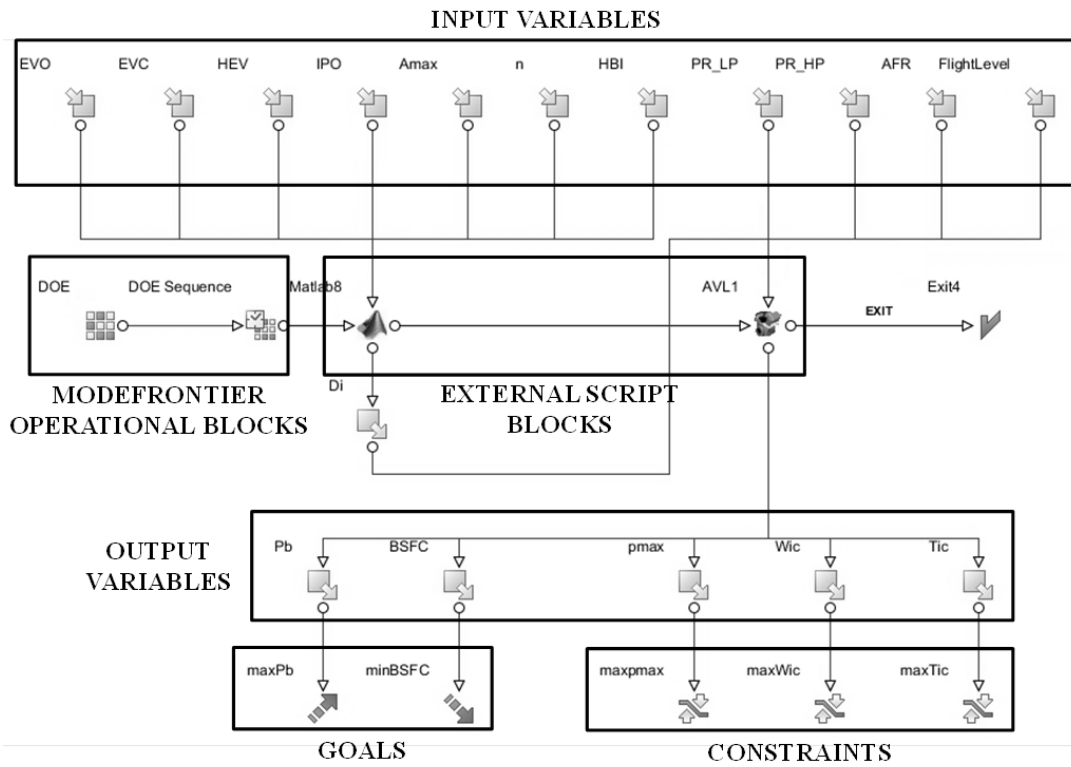 INPUT VARIABLES
EVO EVC HEV IPO Amax n HBI PR_LP PR_HP AFR FlightLevel
DOE DOE Sequence Matlab8 AVL1 Exit4
EXIT
MODEFRONTIER
OPERATIONAL BLOCKS
Di
EXTERNAL SCRIPT
BLOCKS
OUTPUT
VARIABLES
Pb BSFC pmax Wic Tic
maxPb minBSFC maxpmax maxWic maxTic
GOALS
CONSTRAINTS